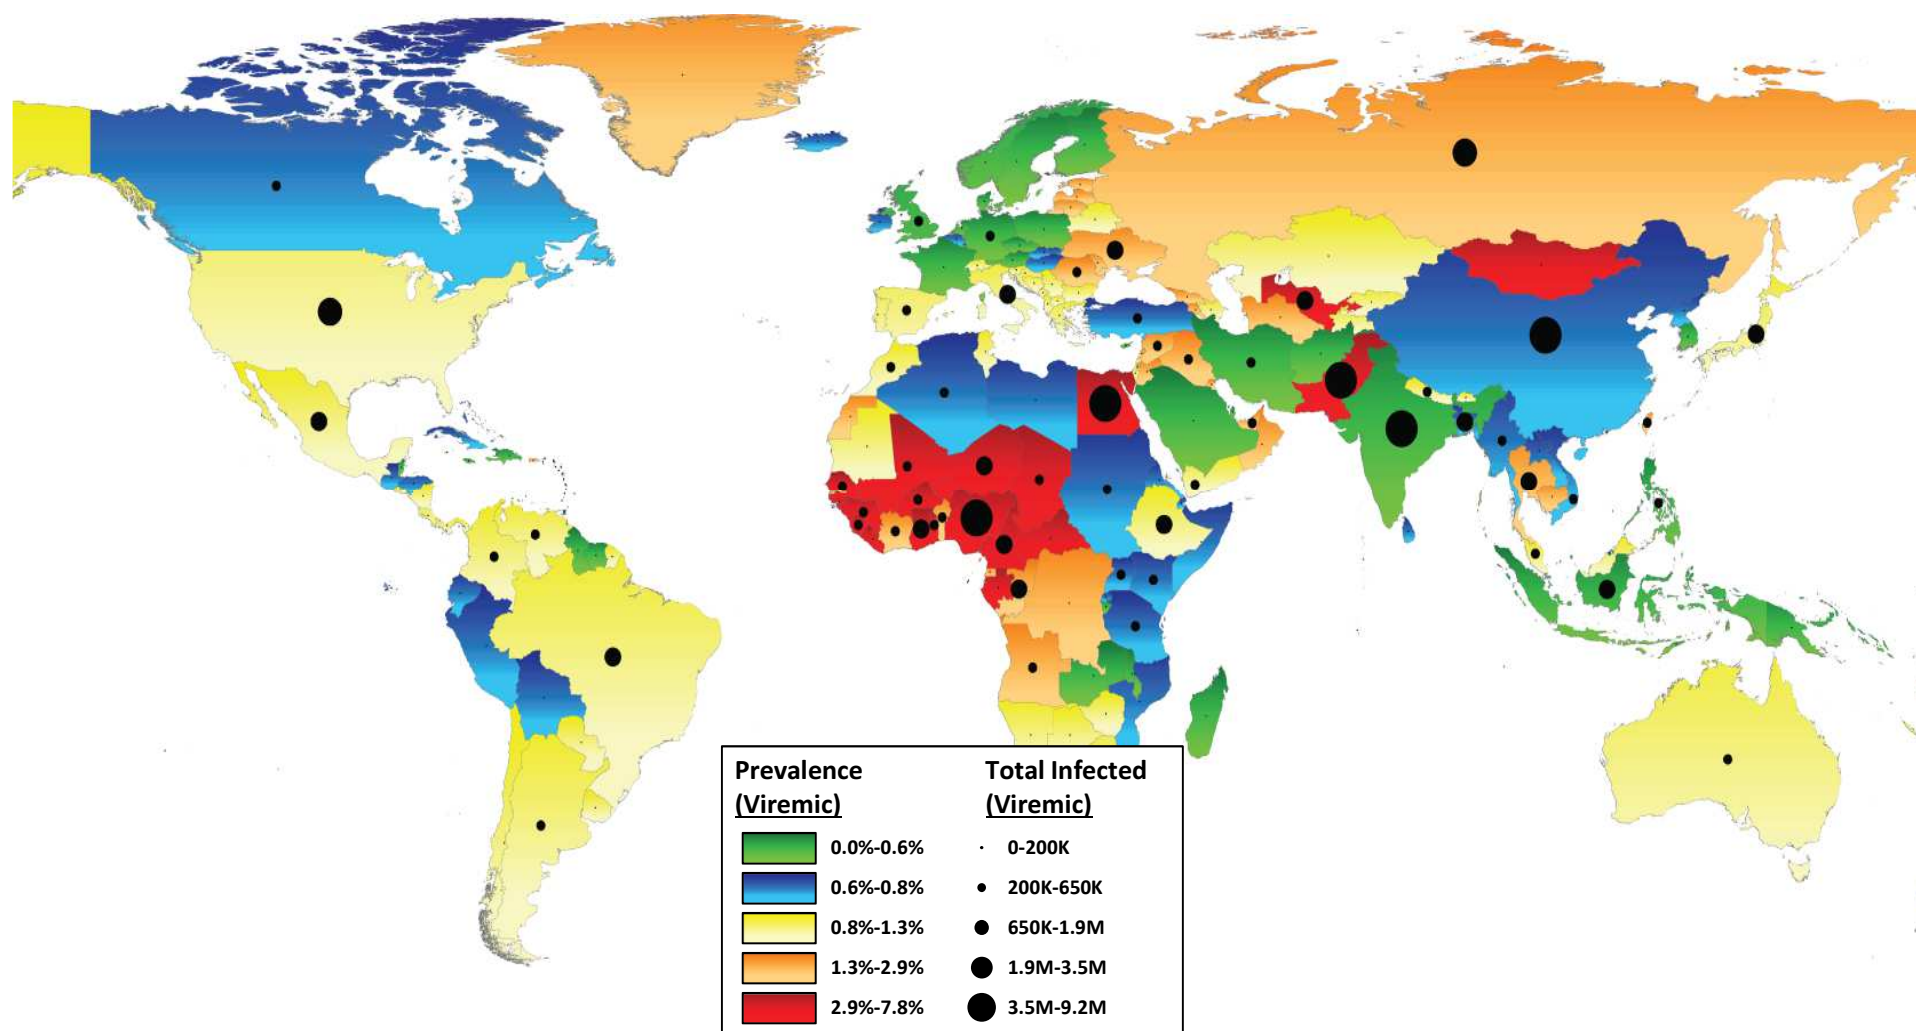 Prevalence
(Viremic)
Total Infected
(Viremic)
0.0%-0.6%
0-200K
0.6%-0.8%
200K-650K
0.8%-1.3%
650K-1.9M
1.3%-2.9%
1.9M-3.5M
2.9%-7.8%
3.5M-9.2M